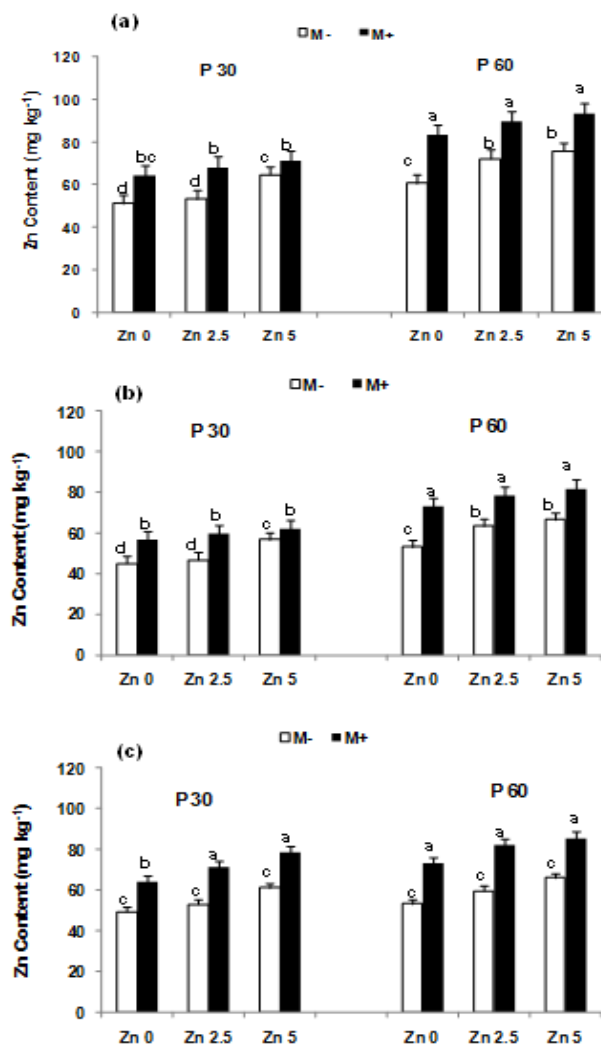 (a)
M - M+
P 30 P 60
Zn Content (mg kg-1)
120
100
80
60
40
20
0
d bc d b c b c a b a b a
Zn 0 Zn 2.5 Zn 5 Zn 0 Zn 2.5 Zn 5
(b)
M- M+
P 30 P 60
Zn Content (mg kg-1)
120
100
80
60
40
20
0
d b d b c b c a b a b a
Zn 0 Zn 2.5 Zn 5 Zn 0 Zn 2.5 Zn 5
(c)
M- M+
P 30 P 60
Zn Content (mg kg-1)
120
100
80
60
40
20
0
c b c a c a c a c a c a
Zn 0 Zn 2.5 Zn 5 Zn 0 Zn 2.5 Zn 5